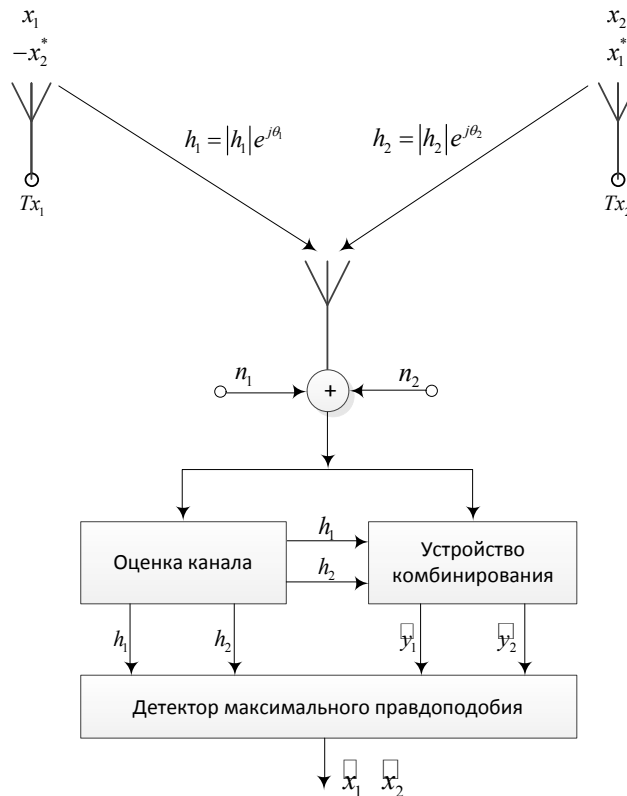 x₁ x₂
−x₂* x₁*
h₁ = |h₁|e^{jθ₁} h₂ = |h₂|e^{jθ₂}
Tx₁ Tx₂
n₁ + n₂
Оценка канала
h₁
h₂
Устройство
комбинирования
h₁ h₂ y₁ y₂
Детектор максимального правдоподобия
x₁ x₂